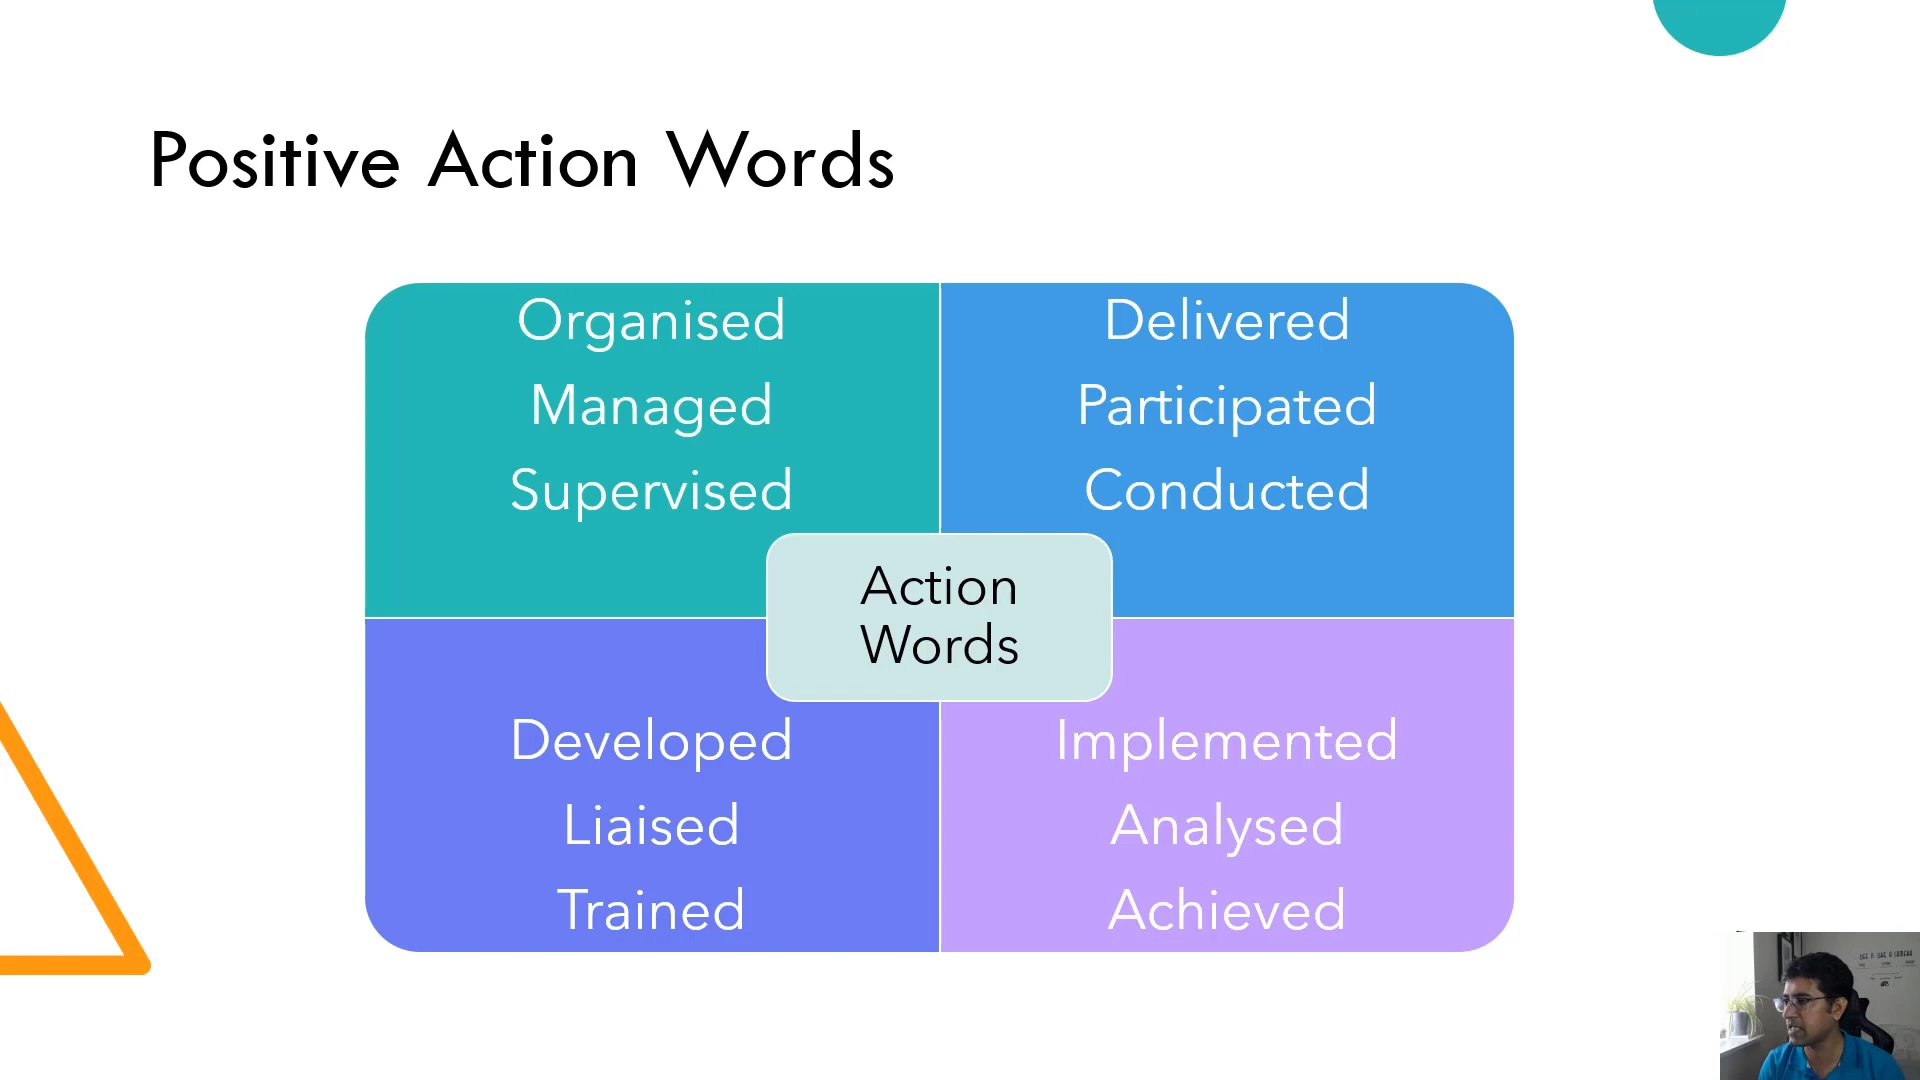 Positive Action Words
Organised
Managed
Supervised
Delivered
Participated
Conducted
Action
Words
Developed
Liaised
Trained
Implemented
Analysed
Achieved